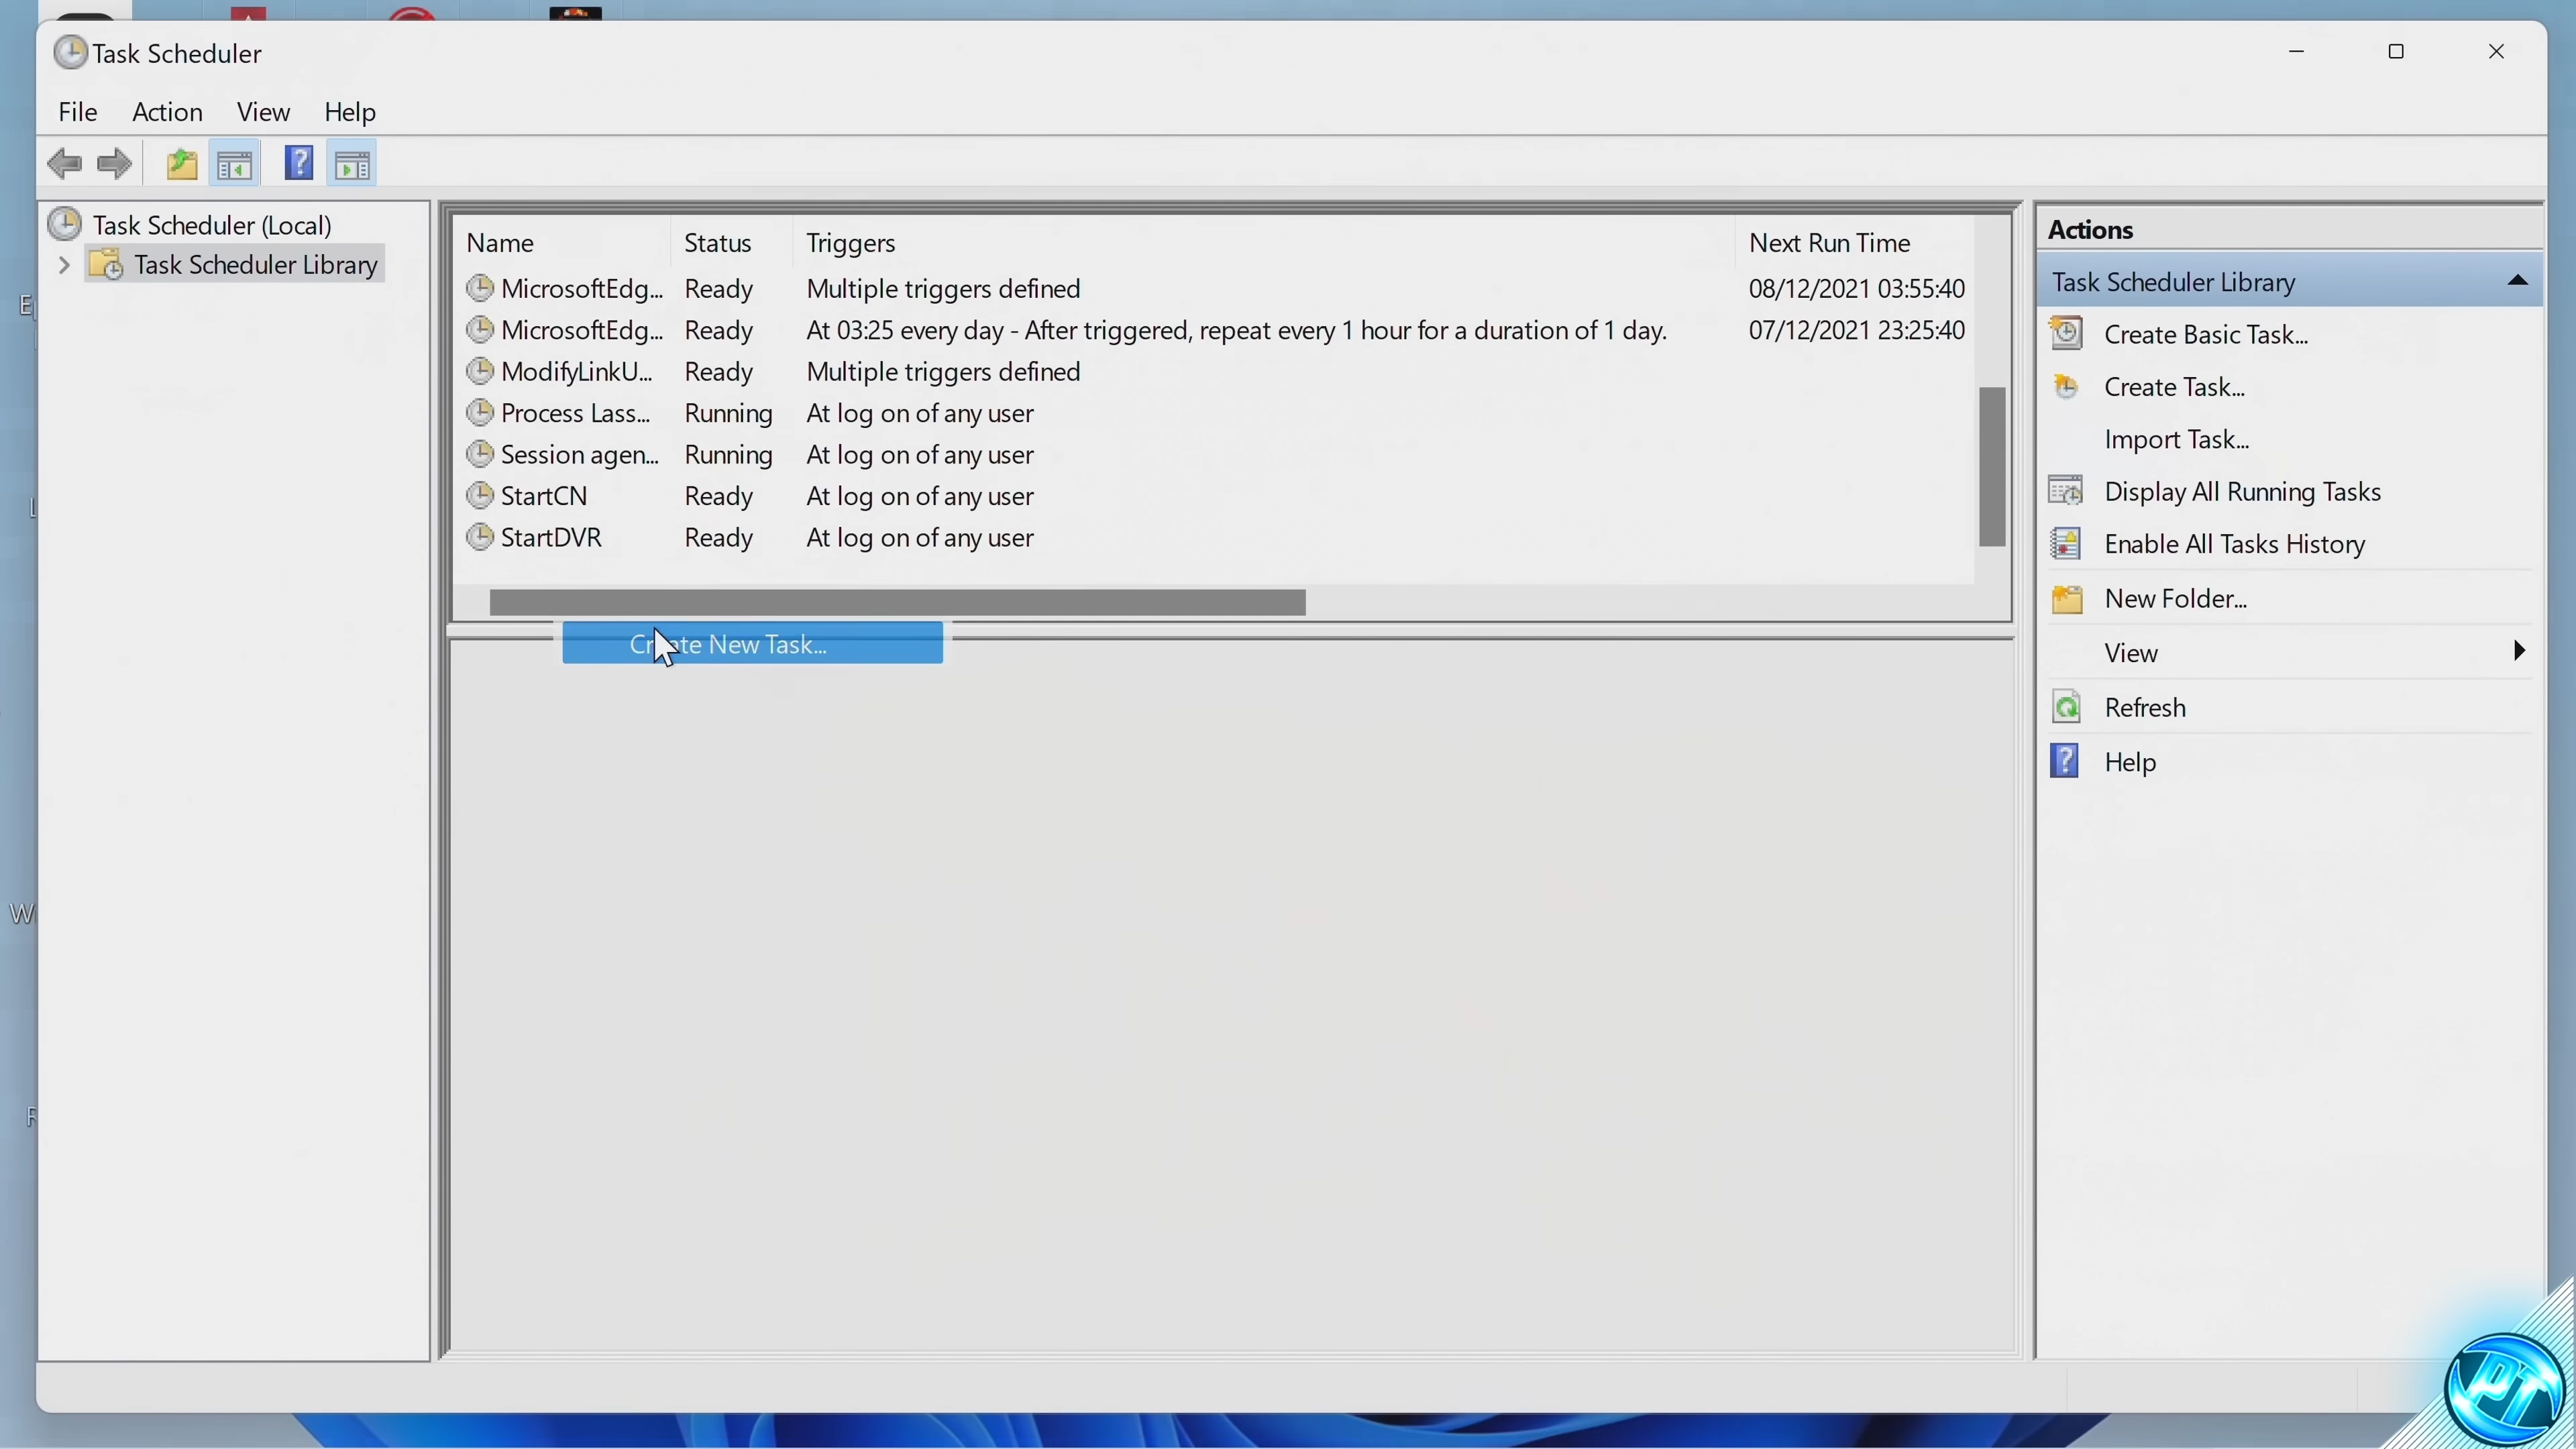 Task Scheduler
File Action View Help
Task Scheduler (Local)
Task Scheduler Library
Name Status Triggers Next Run Time
MicrosoftEdg... Ready Multiple triggers defined 08/12/2021 03:55:40
MicrosoftEdg... Ready At 03:25 every day - After triggered, repeat every 1 hour for a duration of 1 day. 07/12/2021 23:25:40
ModifyLinkU... Ready Multiple triggers defined
Process Lass... Running At log on of any user
Session agen... Running At log on of any user
StartCN Ready At log on of any user
StartDVR Ready At log on of any user
Create New Task...
Actions
Task Scheduler Library
Create Basic Task...
Create Task...
Import Task...
Display All Running Tasks
Enable All Tasks History
New Folder...
View
Refresh
Help
PT